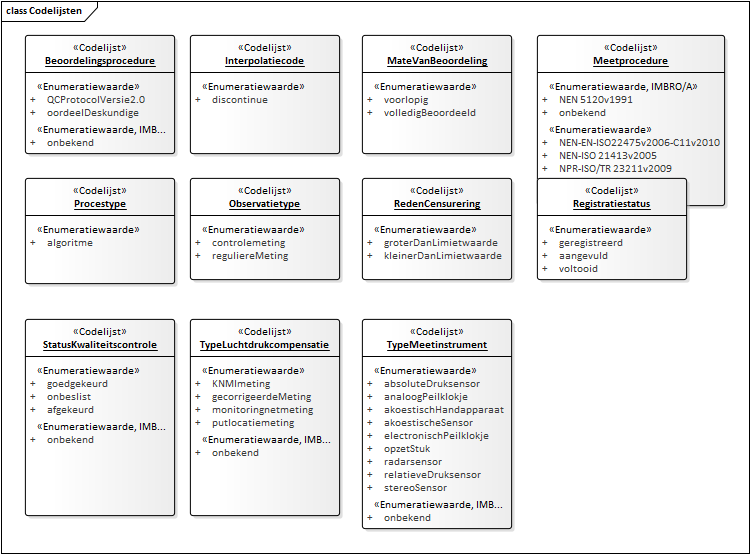 class Codelijsten
«Codelijst»
Beoordelingsprocedure
«Enumeratiewaarde»
+ QCProtocolVersie2.0
+ oordeelDeskundige
«Enumeratiewaarde, IMB...
+ onbekend
«Codelijst»
Interpolatiecode
«Enumeratiewaarde»
+ discontinue
«Codelijst»
MateVanBeoordeling
«Enumeratiewaarde»
+ voorlopig
+ volledigBeoordeeld
«Codelijst»
Meetprocedure
«Enumeratiewaarde, IMBRO/A»
+ NEN 5120v1991
+ onbekend
«Enumeratiewaarde»
+ NEN-EN-ISO22475v2006-C11v2010
+ NEN-ISO 21413v2005
+ NPR-ISO/TR 23211v2009
«Codelijst»
Procestype
«Enumeratiewaarde»
+ algoritme
«Codelijst»
Observatietype
«Enumeratiewaarde»
+ controlemeting
+ reguliereMeting
«Codelijst»
RedenCensurering
«Enumeratiewaarde»
+ groterDanLimietwaarde
+ kleinerDanLimietwaarde
«Codelijst»
Registratiestatus
«Enumeratiewaarde»
+ geregistreerd
+ aangevuld
+ voltooid
«Codelijst»
StatusKwaliteitscontrole
«Enumeratiewaarde»
+ goedgekeurd
+ onbeslist
+ afgekeurd
«Enumeratiewaarde, IMB...
+ onbekend
«Codelijst»
TypeLuchtdrukcompensatie
«Enumeratiewaarde»
+ KNMImeting
+ gecorrigeerdeMeting
+ monitoringnetmeting
+ putlocatiemeting
«Enumeratiewaarde, IMB...
+ onbekend
«Codelijst»
TypeMeetinstrument
«Enumeratiewaarde»
+ absoluteDruksensor
+ analoogPeilklokje
+ akoestischHandapparaat
+ akoestischeSensor
+ electronischPeilklokje
+ opzetStuk
+ radarsensor
+ relatieveDruksensor
+ stereoSensor
«Enumeratiewaarde, IMB...
+ onbekend